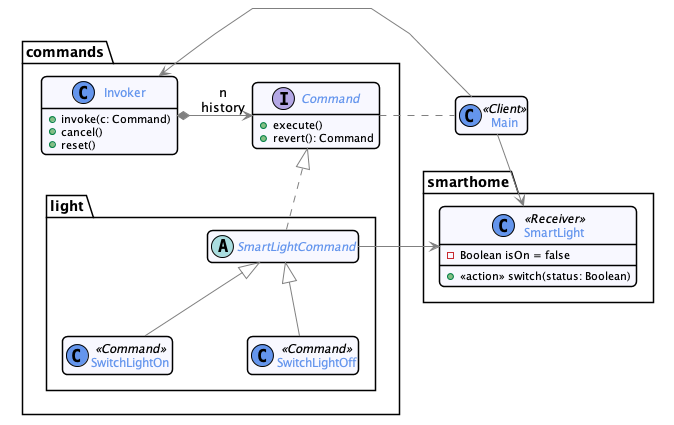 commands
C Invoker
invoke(c: Command)
cancel()
reset()
n
history
I Command
execute()
revert(): Command
C «Client»
Main
light
A SmartLightCommand
C «Command»
SwitchLightOn
C «Command»
SwitchLightOff
smarthome
C «Receiver»
SmartLight
Boolean isOn = false
«action» switch(status: Boolean)